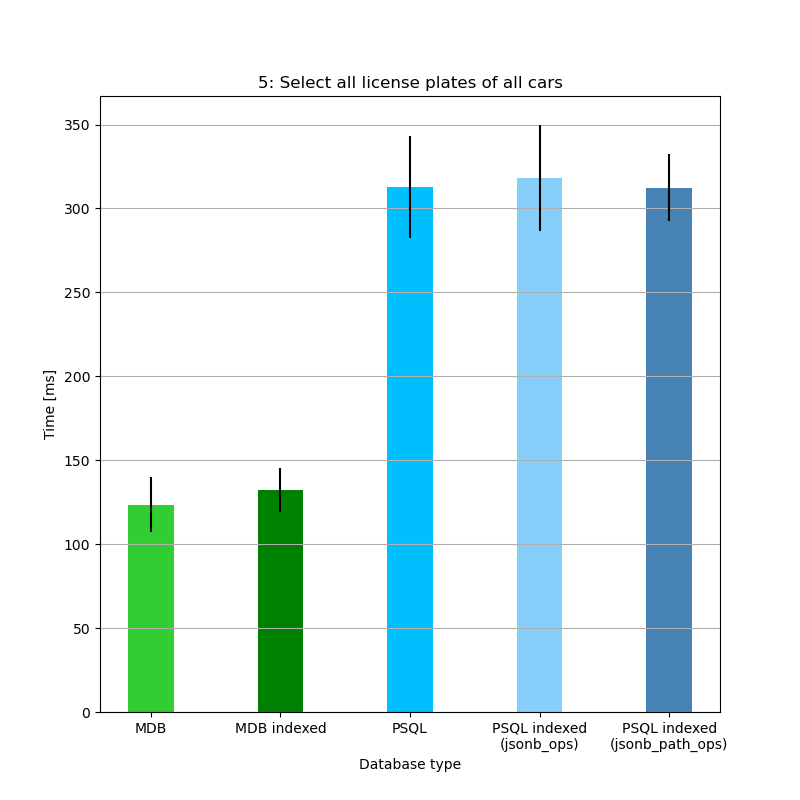 5: Select all license plates of all cars
Time [ms]
350
300
250
200
150
100
50
0
MDB
MDB indexed
PSQL
PSQL indexed
(jsonb_ops)
PSQL indexed
(jsonb_path_ops)
Database type